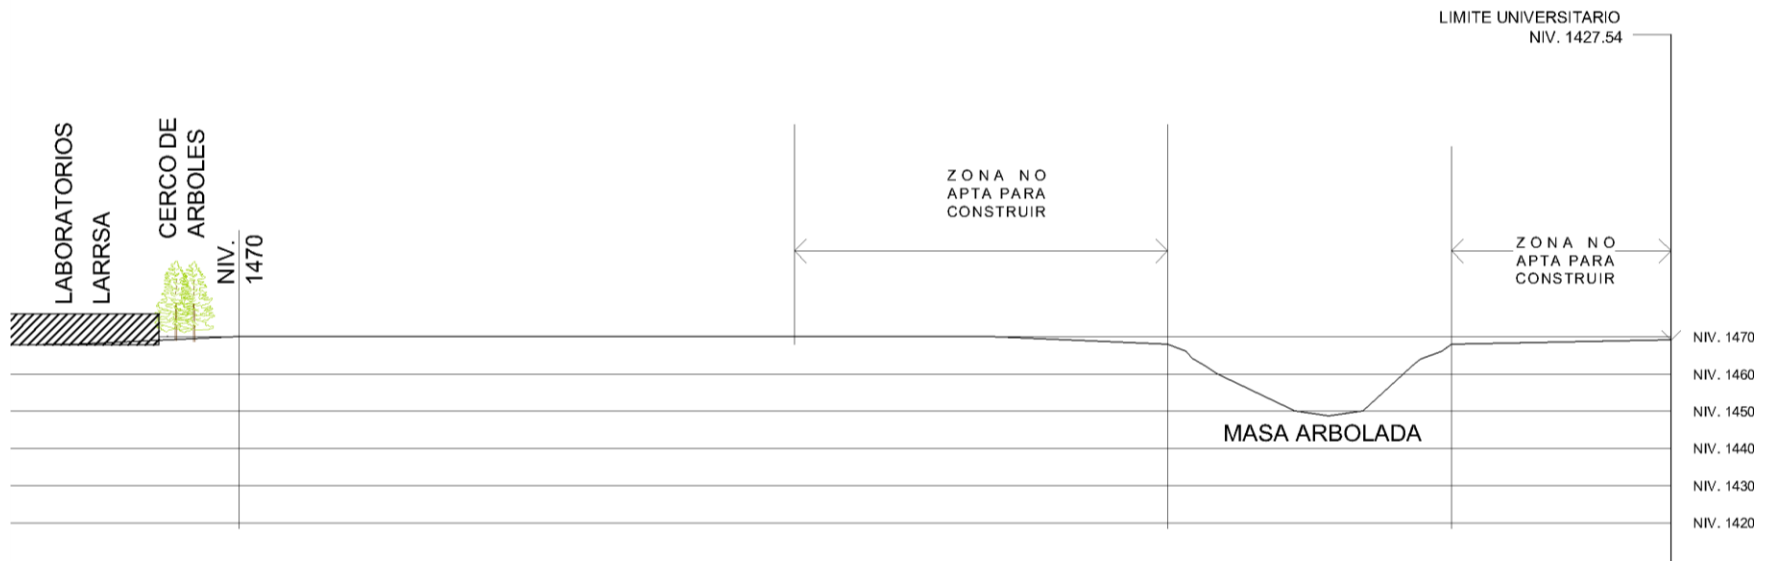 LIMITE UNIVERSITARIO
NIV. 1427.54
LABORATORIOS
LARRSA
CERCO DE
ARBOLES
NIV.
1470
ZONA NO
APTA PARA
CONSTRUIR
ZONA NO
APTA PARA
CONSTRUIR
MASA ARBOLADA
NIV. 1470
NIV. 1460
NIV. 1450
NIV. 1440
NIV. 1430
NIV. 1420